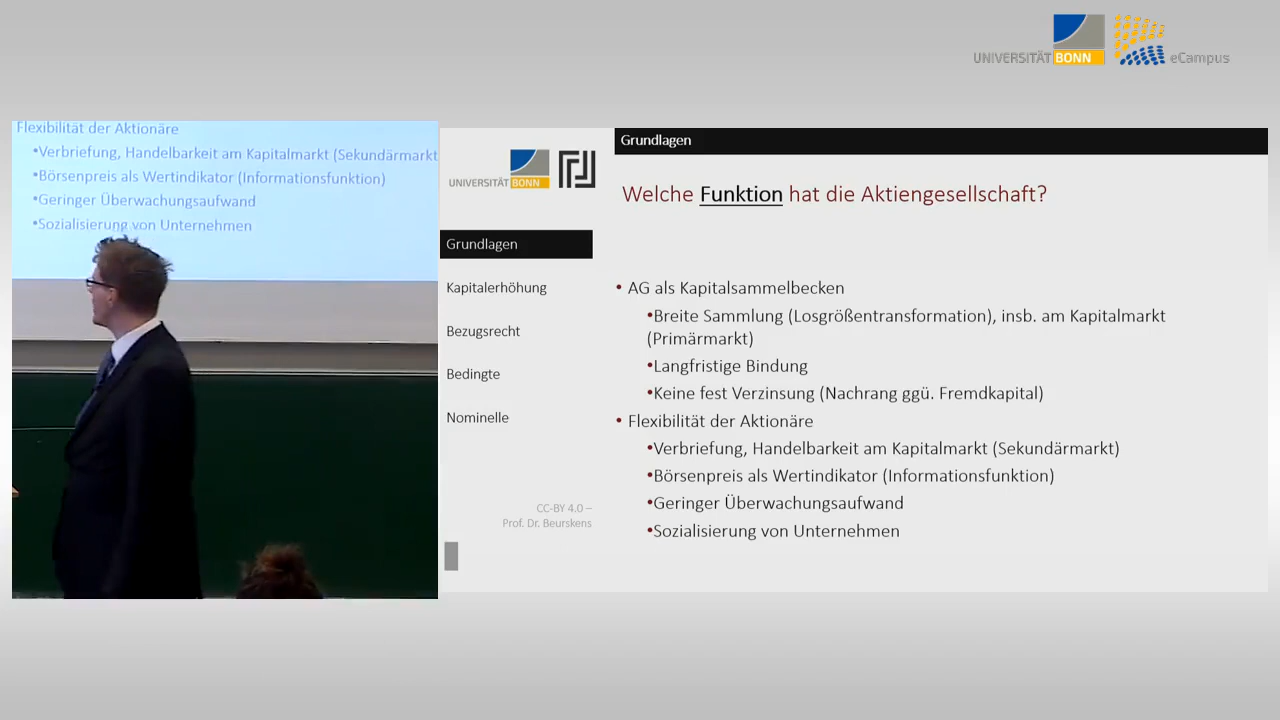 UNIVERSITÄT BONN
eCampus
Flexibilität der Aktionäre
•Verbriefung, Handelbarkeit am Kapitalmarkt (Sekundärmarkt
•Börsenpreis als Wertindikator (Informationsfunktion)
•Geringer Überwachungsaufwand
•Sozialisierung von Unternehmen
UNIVERSITÄT BONN
Grundlagen
Kapitalerhöhung
Bezugsrecht
Bedingte
Nominelle
CC-BY 4.0 –
Prof. Dr. Beurskens
Grundlagen
Welche Funktion hat die Aktiengesellschaft?
• AG als Kapitalsammelbecken
•Breite Sammlung (Losgrößentransformation), insb. am Kapitalmarkt
(Primärmarkt)
•Langfristige Bindung
•Keine fest Verzinsung (Nachrang ggü. Fremdkapital)
• Flexibilität der Aktionäre
•Verbriefung, Handelbarkeit am Kapitalmarkt (Sekundärmarkt)
•Börsenpreis als Wertindikator (Informationsfunktion)
•Geringer Überwachungsaufwand
•Sozialisierung von Unternehmen